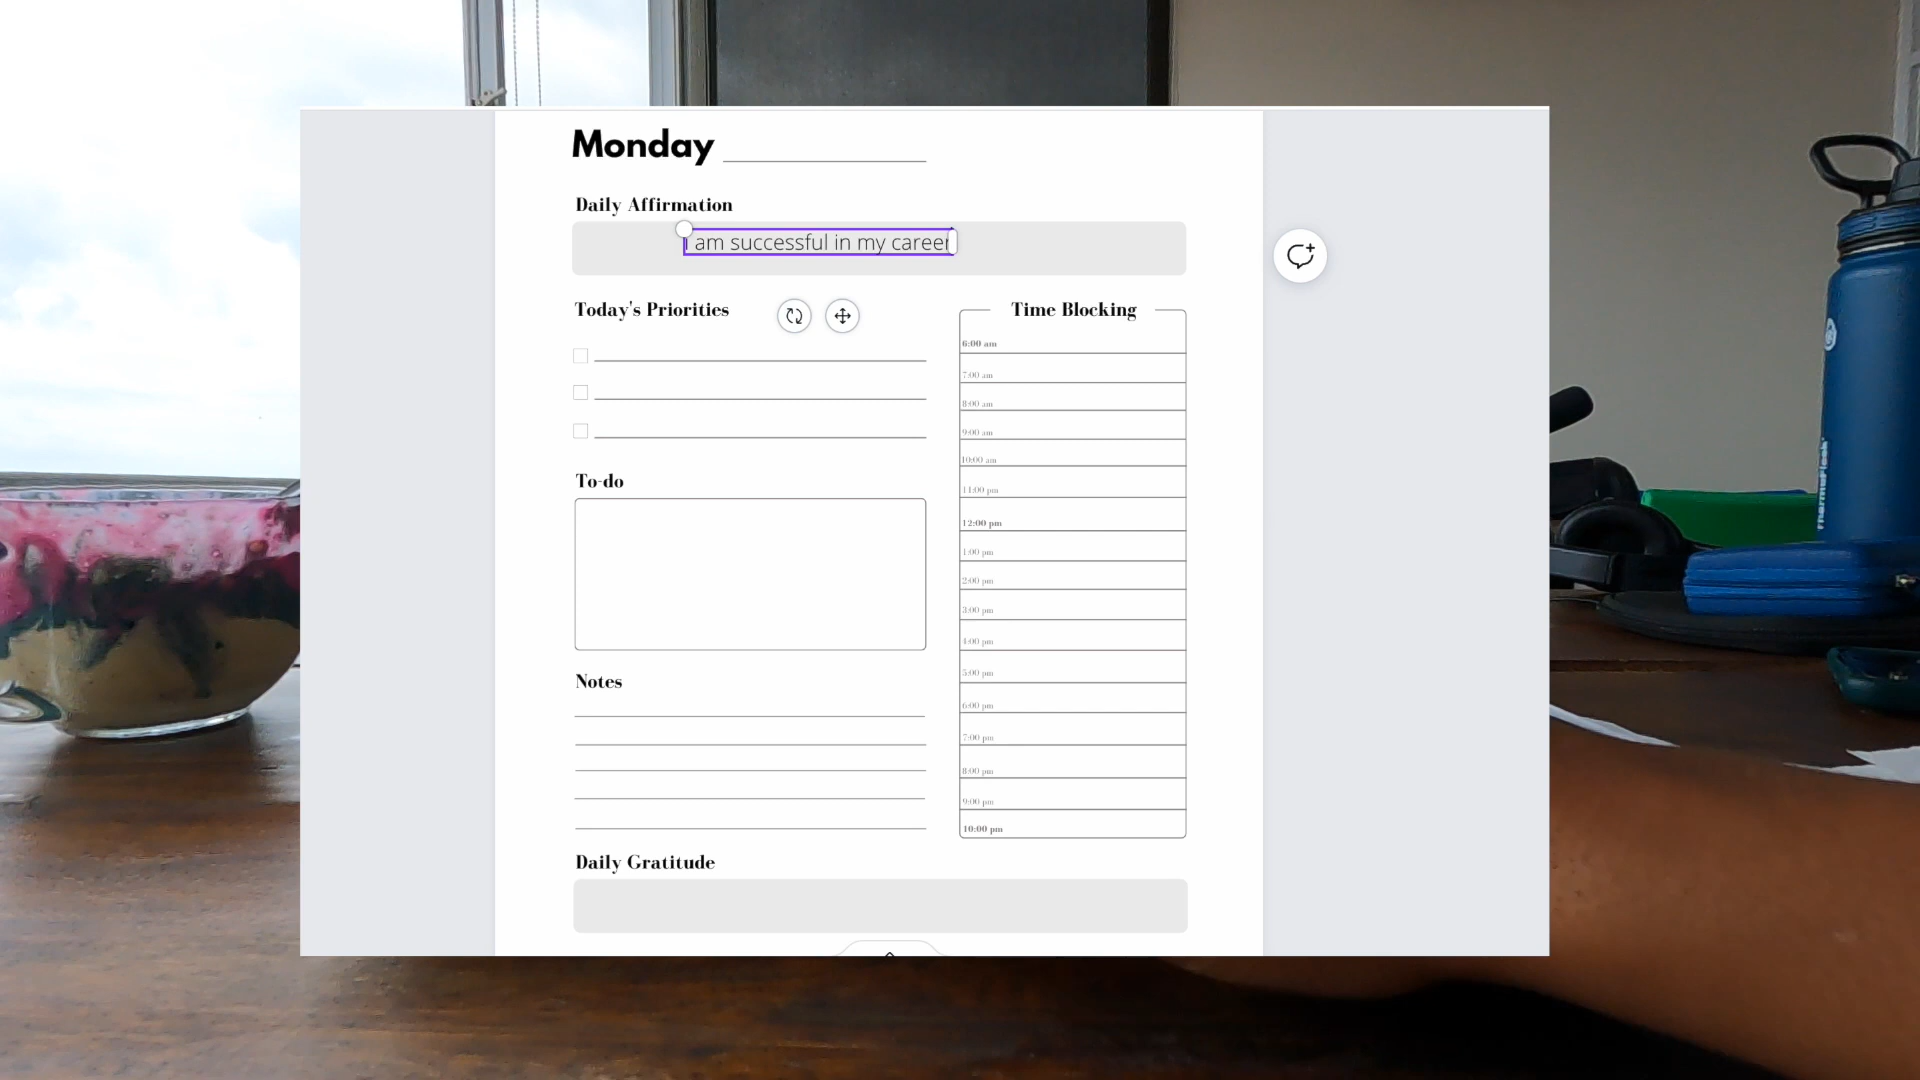 Monday
Daily Affirmation
I am successful in my career
Today's Priorities
Time Blocking
6:00 am
7:00 am
8:00 am
9:00 am
10:00 am
11:00 pm
12:00 pm
1:00 pm
2:00 pm
3:00 pm
4:00 pm
5:00 pm
6:00 pm
7:00 pm
8:00 pm
9:00 pm
10:00 pm
To-do
Notes
Daily Gratitude